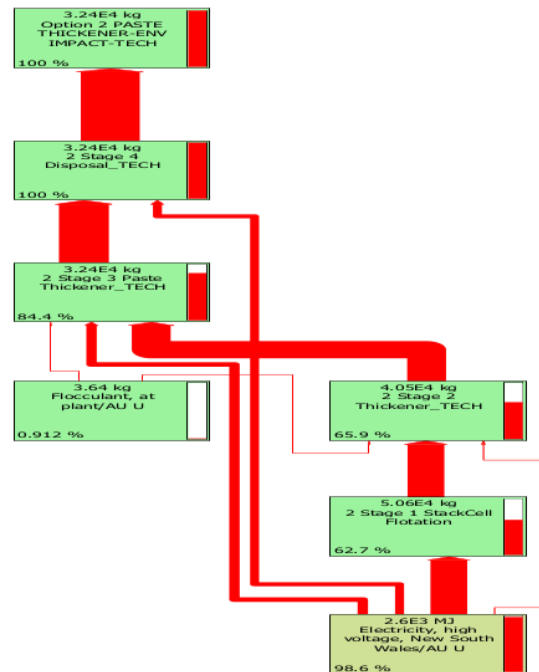 3.24E4 kg
Option 2 PASTE
THICKENER-ENV
IMPACT-TECH
100 %
3.24E4 kg
2 Stage 4
Disposal_TECH
100 %
3.24E4 kg
2 Stage 3 Paste
Thickener_TECH
84.4 %
3.64 kg
Flocculant, at
plant/AU U
0.912 %
4.05E4 kg
2 Stage 2
Thickener_TECH
65.9 %
5.06E4 kg
2 Stage 1 StackCell
Flotation
62.7 %
2.6E3 MJ
Electricity, high
voltage, New South
Wales/AU U
98.6 %